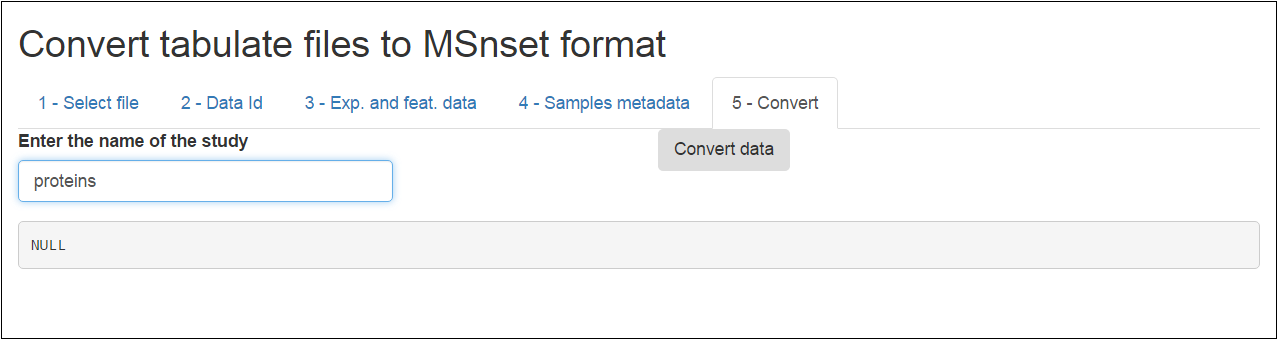 Convert tabulate files to MSnset format
1 - Select file 2 - Data Id 3 - Exp. and feat. data 4 - Samples metadata 5 - Convert
Enter the name of the study
Convert data
proteins
NULL